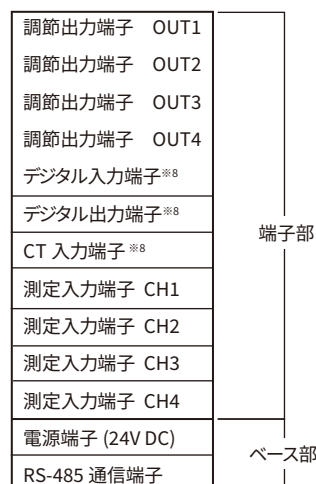 調節出力端子　OUT1
調節出力端子　OUT2
調節出力端子　OUT3
調節出力端子　OUT4
デジタル入力端子※8
デジタル出力端子※8
CT 入力端子 ※8
測定入力端子 CH1
測定入力端子 CH2
測定入力端子 CH3
測定入力端子 CH4
端子部
電源端子 (24V DC)
RS-485 通信端子
ベース部